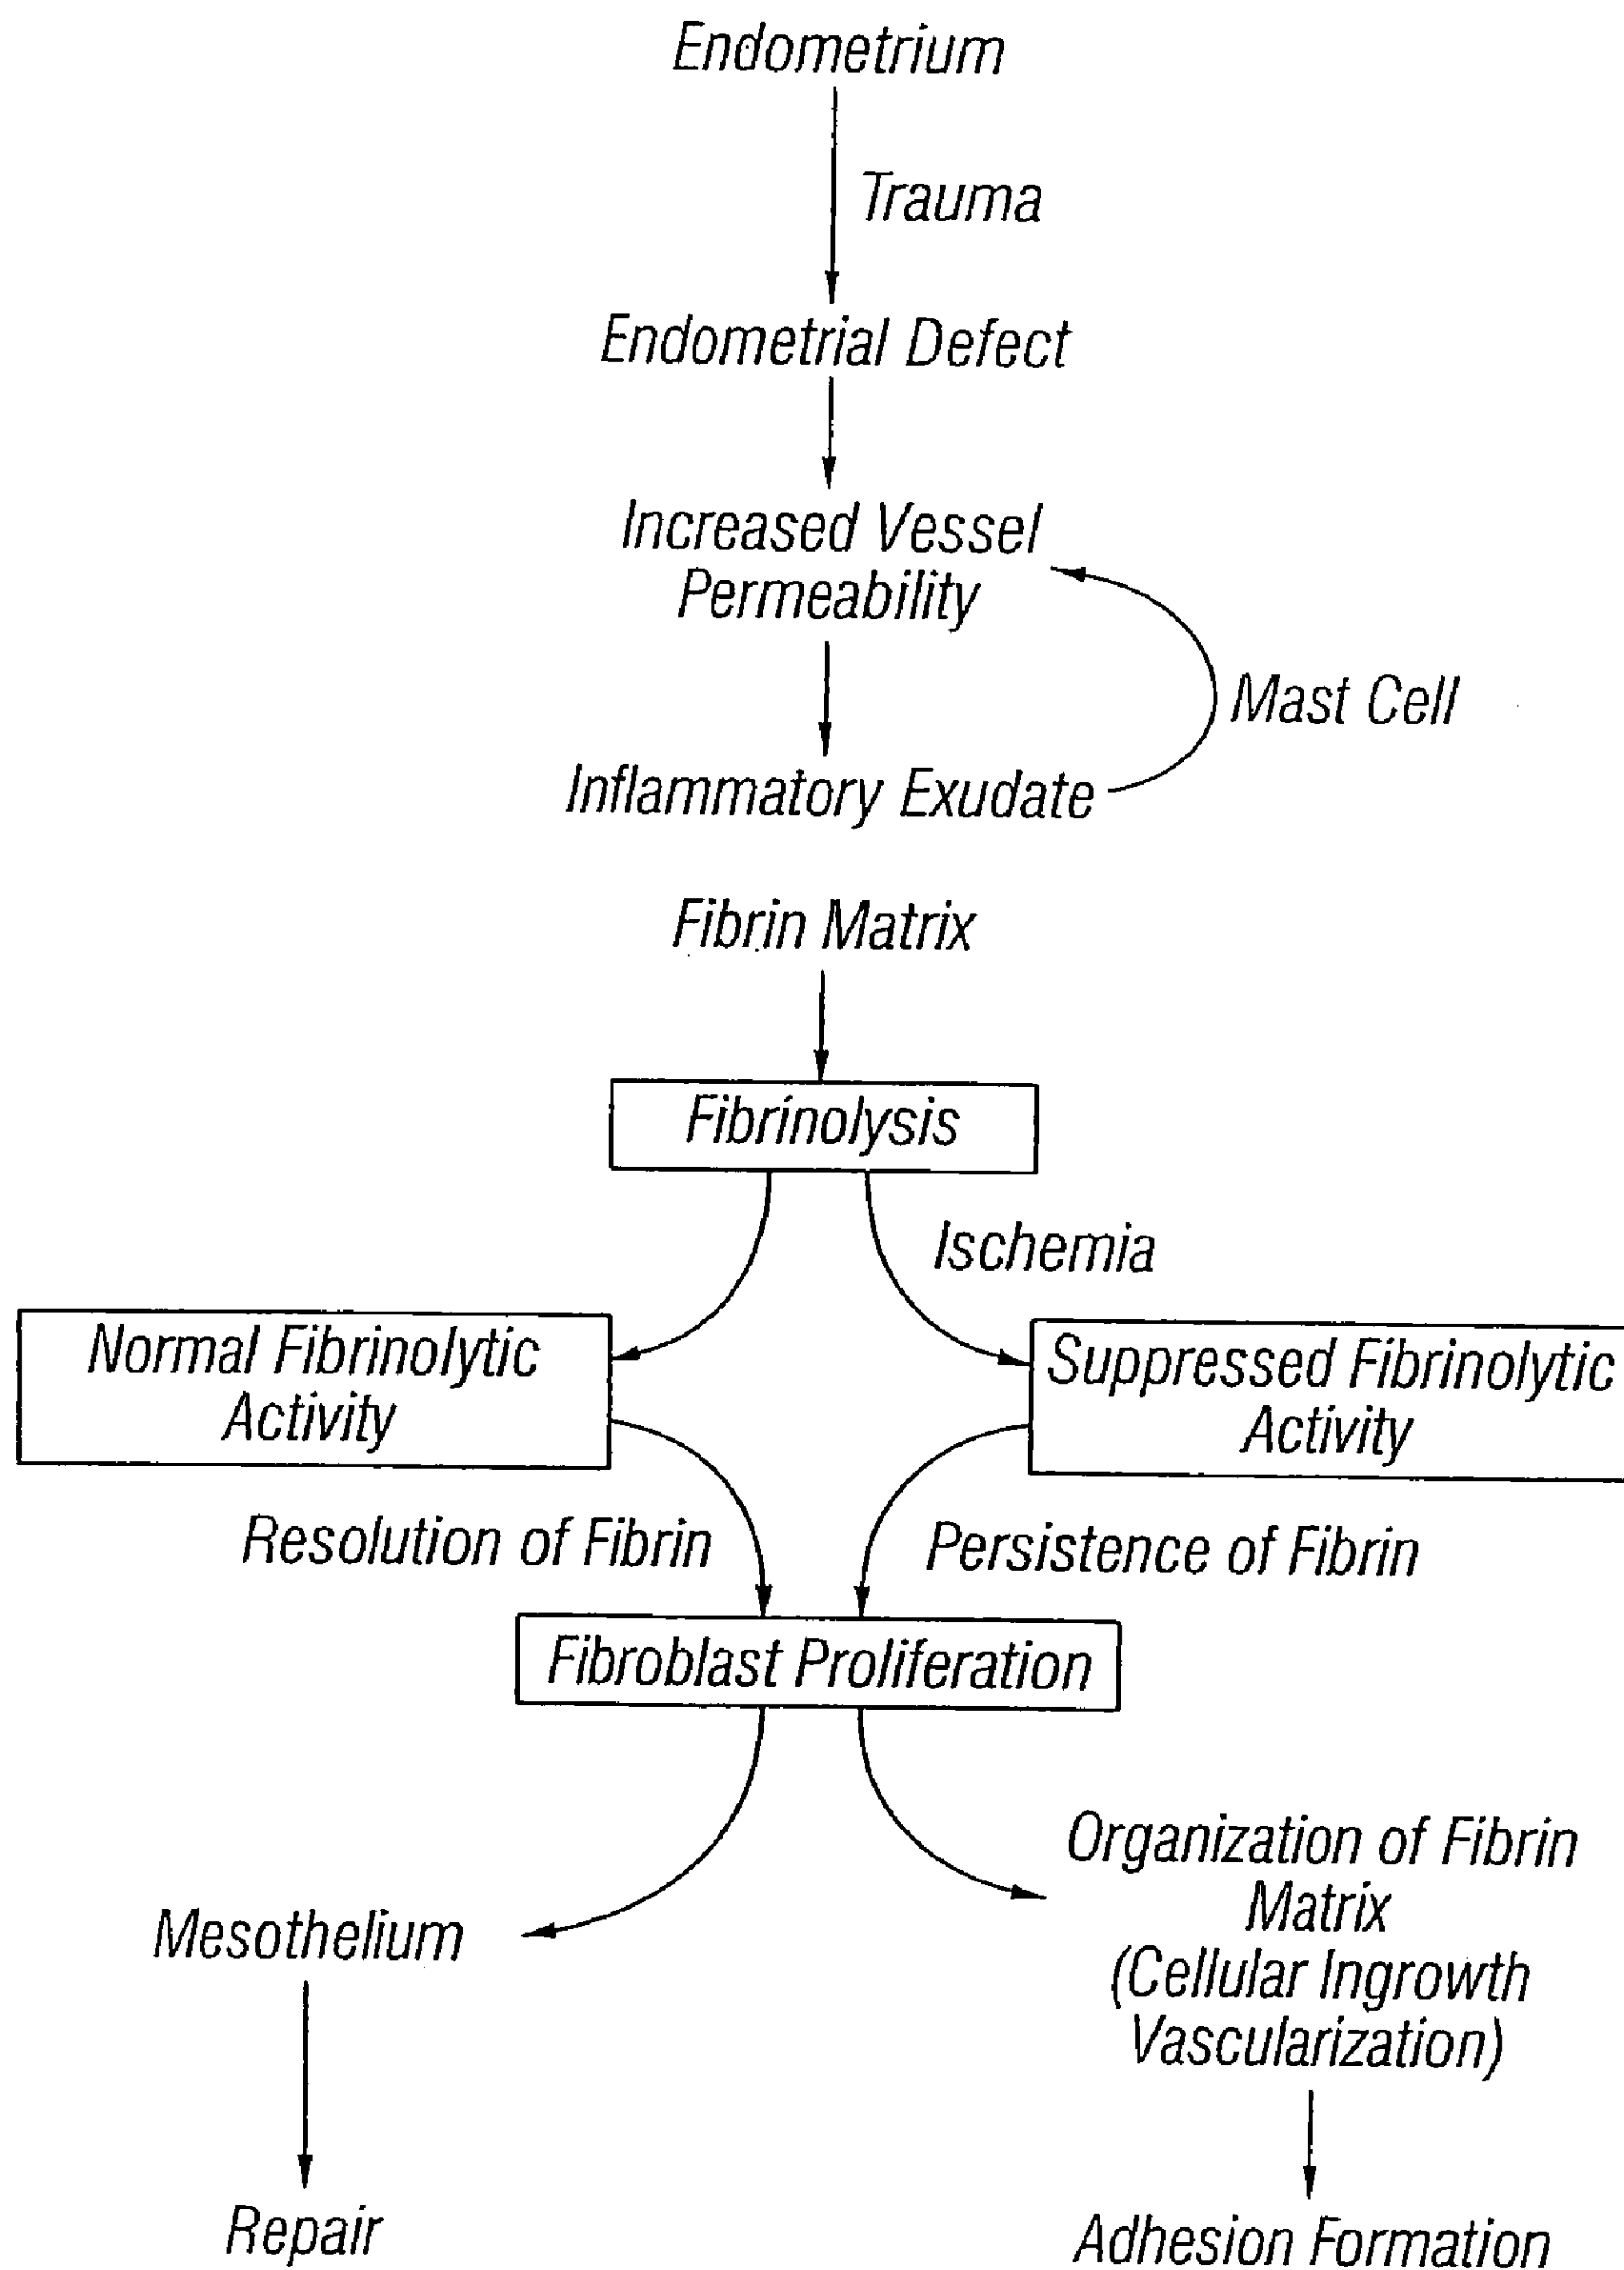 Endometrium
Trauma
Endometrial Defect
Increased Vessel
Permeability
Mast Cell
Inflammatory Exudate
Fibrin Matrix
Fibrinolysis
Ischemia
Normal Fibrinolytic
Activity
Suppressed Fibrinolytic
Activity
Resolution of Fibrin
Persistence of Fibrin
Fibroblast Proliferation
Organization of Fibrin
Matrix
(Cellular Ingrowth
Vascularization)
Mesothelium
Repair
Adhesion Formation